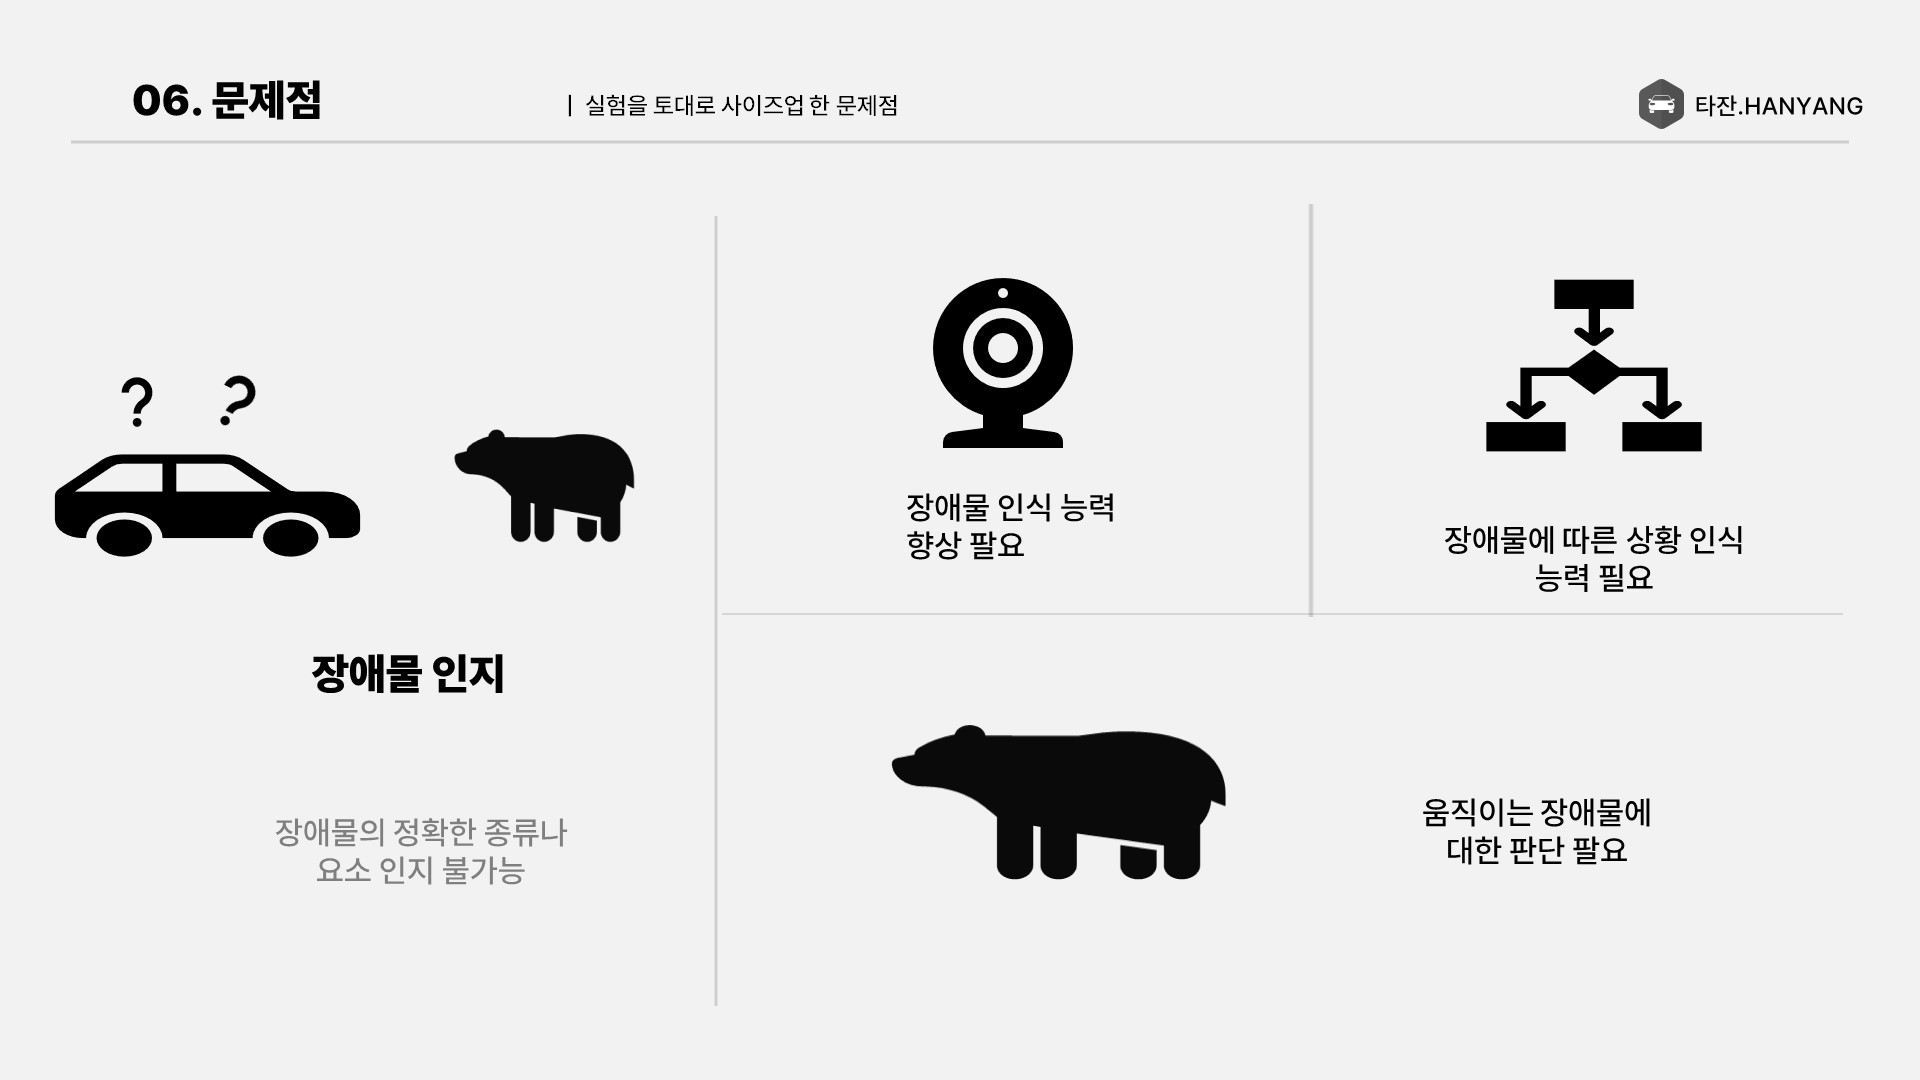 06. 문제점
| 실험을 토대로 사이즈업 한 문제점
타잔.HANYANG
? ?
장애물 인지
장애물의 정확한 종류나
요소 인지 불가능
장애물 인식 능력
향상 팔요
장애물에 따른 상황 인식
능력 필요
움직이는 장애물에
대한 판단 팔요